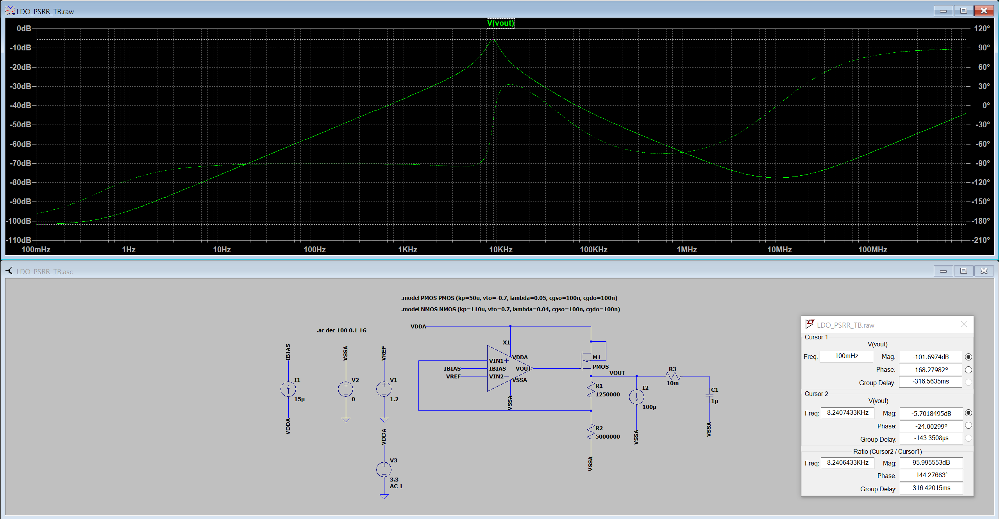 LDO_PSRR_TB.raw
V(vout)
0dB
-10dB
-20dB
-30dB
-40dB
-50dB
-60dB
-70dB
-80dB
-90dB
-100dB
-110dB
120°
90°
60°
30°
0°
-30°
-60°
-90°
-120°
-150°
-180°
-210°
100mHz 1Hz 10Hz 100Hz 1KHz 10KHz 100KHz 1MHz 10MHz 100MHz
LDO_PSRR_TB.asc
.model PMOS PMOS (kp=50u, vto=-0.7, lambda=0.05, cgso=100n, cgdo=100n)
.model NMOS NMOS (kp=110u, vto=0.7, lambda=0.04, cgso=100n, cgdo=100n)
.ac dec 100 0.1 1G
IBIAS
I1
15µ
VDDA
VSSA
V2
0
VREF
V1
1.2
VDDA
V3
3.3
AC 1
VDDA
X1
VIN1
VDDA
IBIAS
IBIAS
VOUT
VREF
VIN2
VSSA
VSSA
M1
PMOS
VOUT
R1
1250000
R2
5000000
VSSA
I2
100µ
VSSA
R3
10m
C1
1µ
VSSA
LDO_PSRR_TB.raw
Cursor 1
V(vout)
Freq: 100mHz Mag: -101.6974dB
Phase: -168.27982°
Group Delay: -316.5635ms
Cursor 2
V(vout)
Freq: 8.2407433KHz Mag: -5.7018495dB
Phase: -24.00299°
Group Delay: -143.3508µs
Ratio (Cursor2 / Cursor1)
Freq: 8.2406433KHz Mag: 95.995553dB
Phase: 144.27683°
Group Delay: 316.42015ms